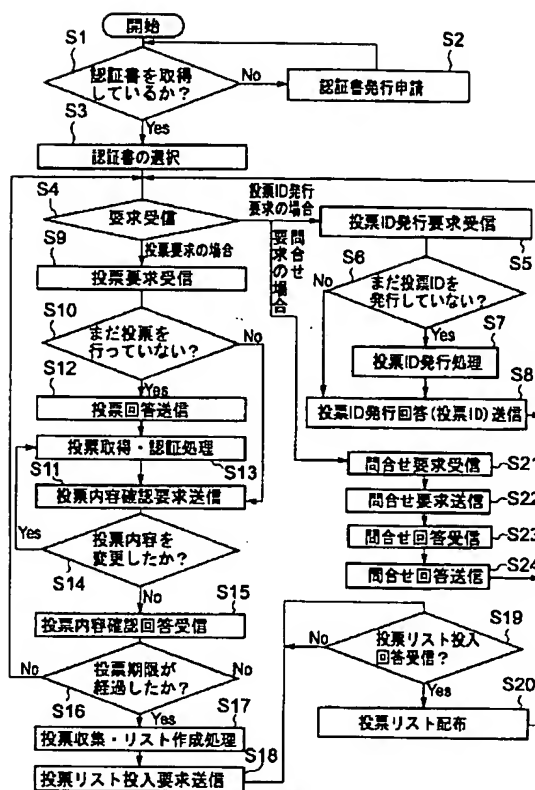 開始
S1
認証書を取得
しているか?
No
S2
認証書発行申請
Yes
S3
認証書の選択
S4
要求受信
投票ID発行
要求の場合
投票ID発行要求受信
S5
投票要求の場合
問合せ
要求の場合
S9
投票要求受信
S6
まだ投票IDを
発行していない?
No
Yes
S7
投票ID発行処理
S8
投票ID発行回答(投票ID)送信
S10
まだ投票を
行っていない?
No
Yes
S12
投票回答送信
投票取得・認証処理
S13
S11
投票内容確認要求送信
Yes
投票内容を
変更したか?
S14
No
S15
投票内容確認回答受信
No
投票期限が
経過したか?
No
S16
Yes
S17
投票収集・リスト作成処理
S18
投票リスト投入要求送信
問合せ要求受信
S21
問合せ要求送信
S22
問合せ回答受信
S23
問合せ回答送信
S24
No
投票リスト投入
回答受信?
S19
Yes
S20
投票リスト配布